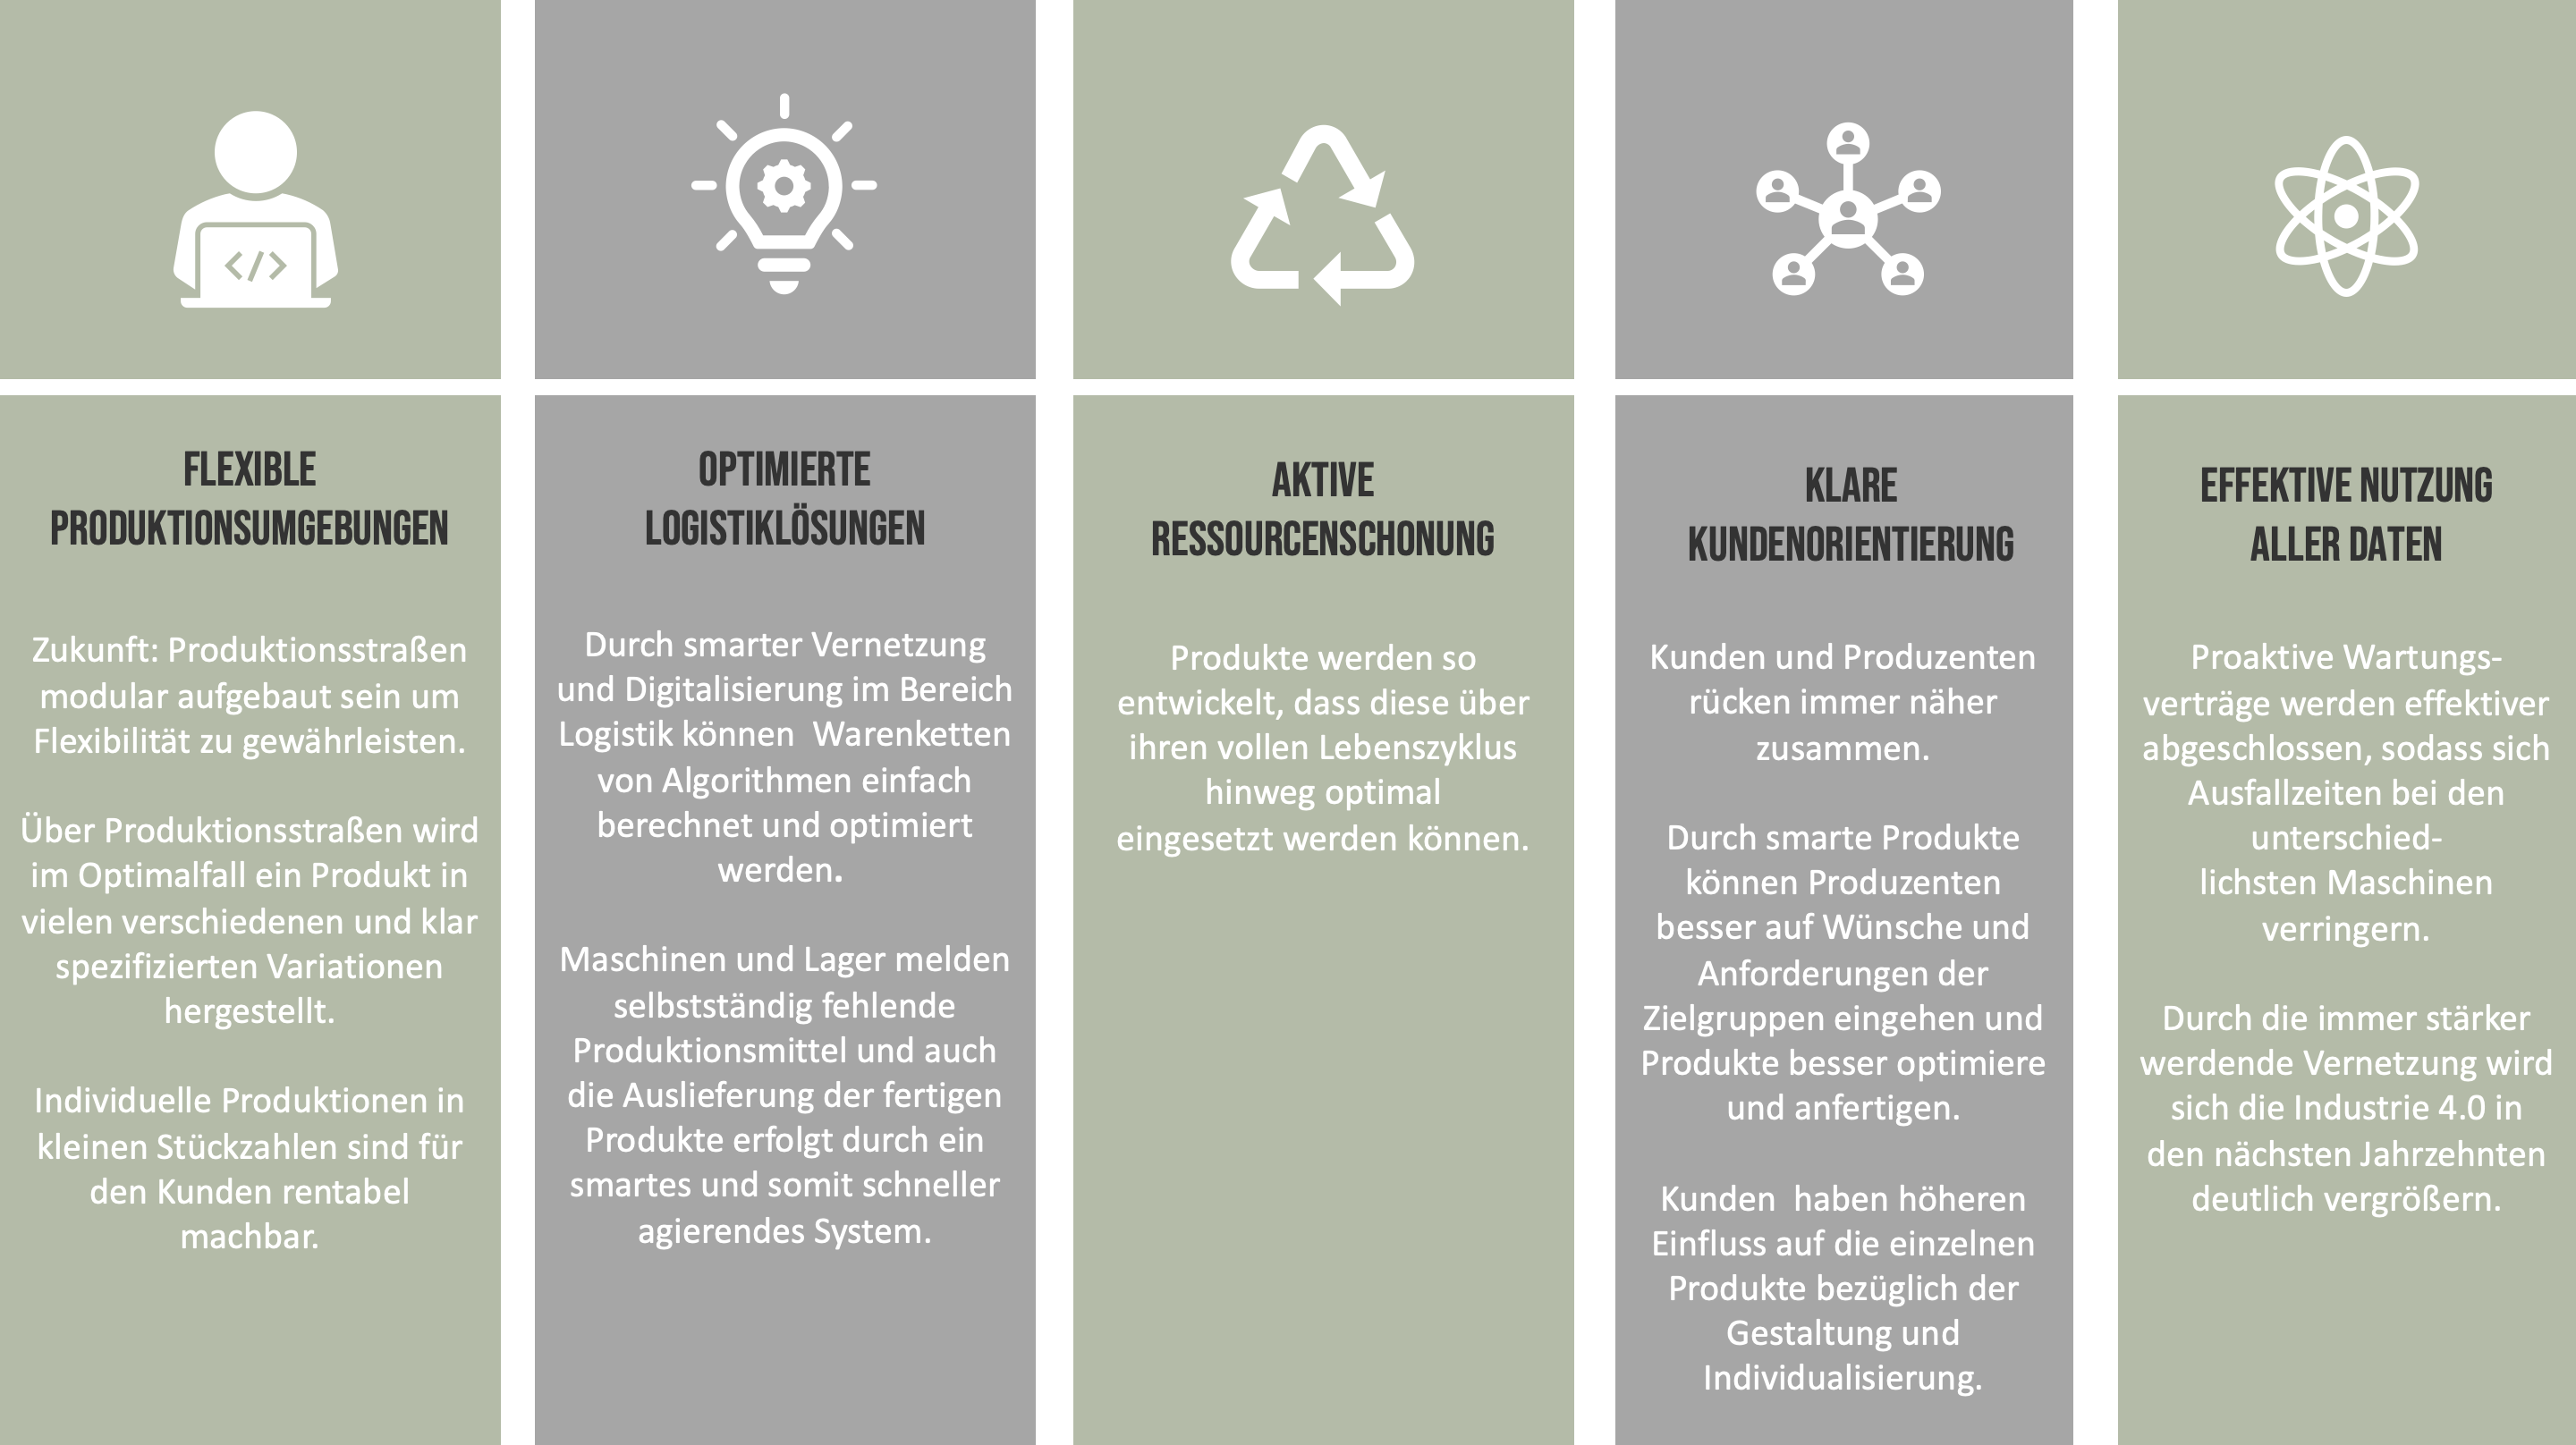 </>
FLEXIBLE
PRODUKTIONSUMGEBUNGEN
Zukunft: Produktionsstraßen
modular aufgebaut sein um
Flexibilität zu gewährleisten.
Über Produktionsstraßen wird
im Optimalfall ein Produkt in
vielen verschiedenen und klar
spezifizierten Variationen
hergestellt.
Individuelle Produktionen in
kleinen Stückzahlen sind für
den Kunden rentabel
machbar.
OPTIMIERTE
LOGISTIKLÖSUNGEN
Durch smarter Vernetzung
und Digitalisierung im Bereich
Logistik können  Warenketten
von Algorithmen einfach
berechnet und optimiert
werden.
Maschinen und Lager melden
selbstständig fehlende
Produktionsmittel und auch
die Auslieferung der fertigen
Produkte erfolgt durch ein
smartes und somit schneller
agierendes System.
AKTIVE
RESSOURCENSCHONUNG
Produkte werden so
entwickelt, dass diese über
ihren vollen Lebenszyklus
hinweg optimal
eingesetzt werden können.
KLARE
KUNDENORIENTIERUNG
Kunden und Produzenten
rücken immer näher
zusammen.
Durch smarte Produkte
können Produzenten
besser auf Wünsche und
Anforderungen der
Zielgruppen eingehen und
Produkte besser optimiere
und anfertigen.
Kunden  haben höheren
Einfluss auf die einzelnen
Produkte bezüglich der
Gestaltung und
Individualisierung.
EFFEKTIVE NUTZUNG
ALLER DATEN
Proaktive Wartungs-
verträge werden effektiver
abgeschlossen, sodass sich
Ausfallzeiten bei den
unterschied-
lichsten Maschinen
verringern.
Durch die immer stärker
werdende Vernetzung wird
sich die Industrie 4.0 in
den nächsten Jahrzehnten
deutlich vergrößern.